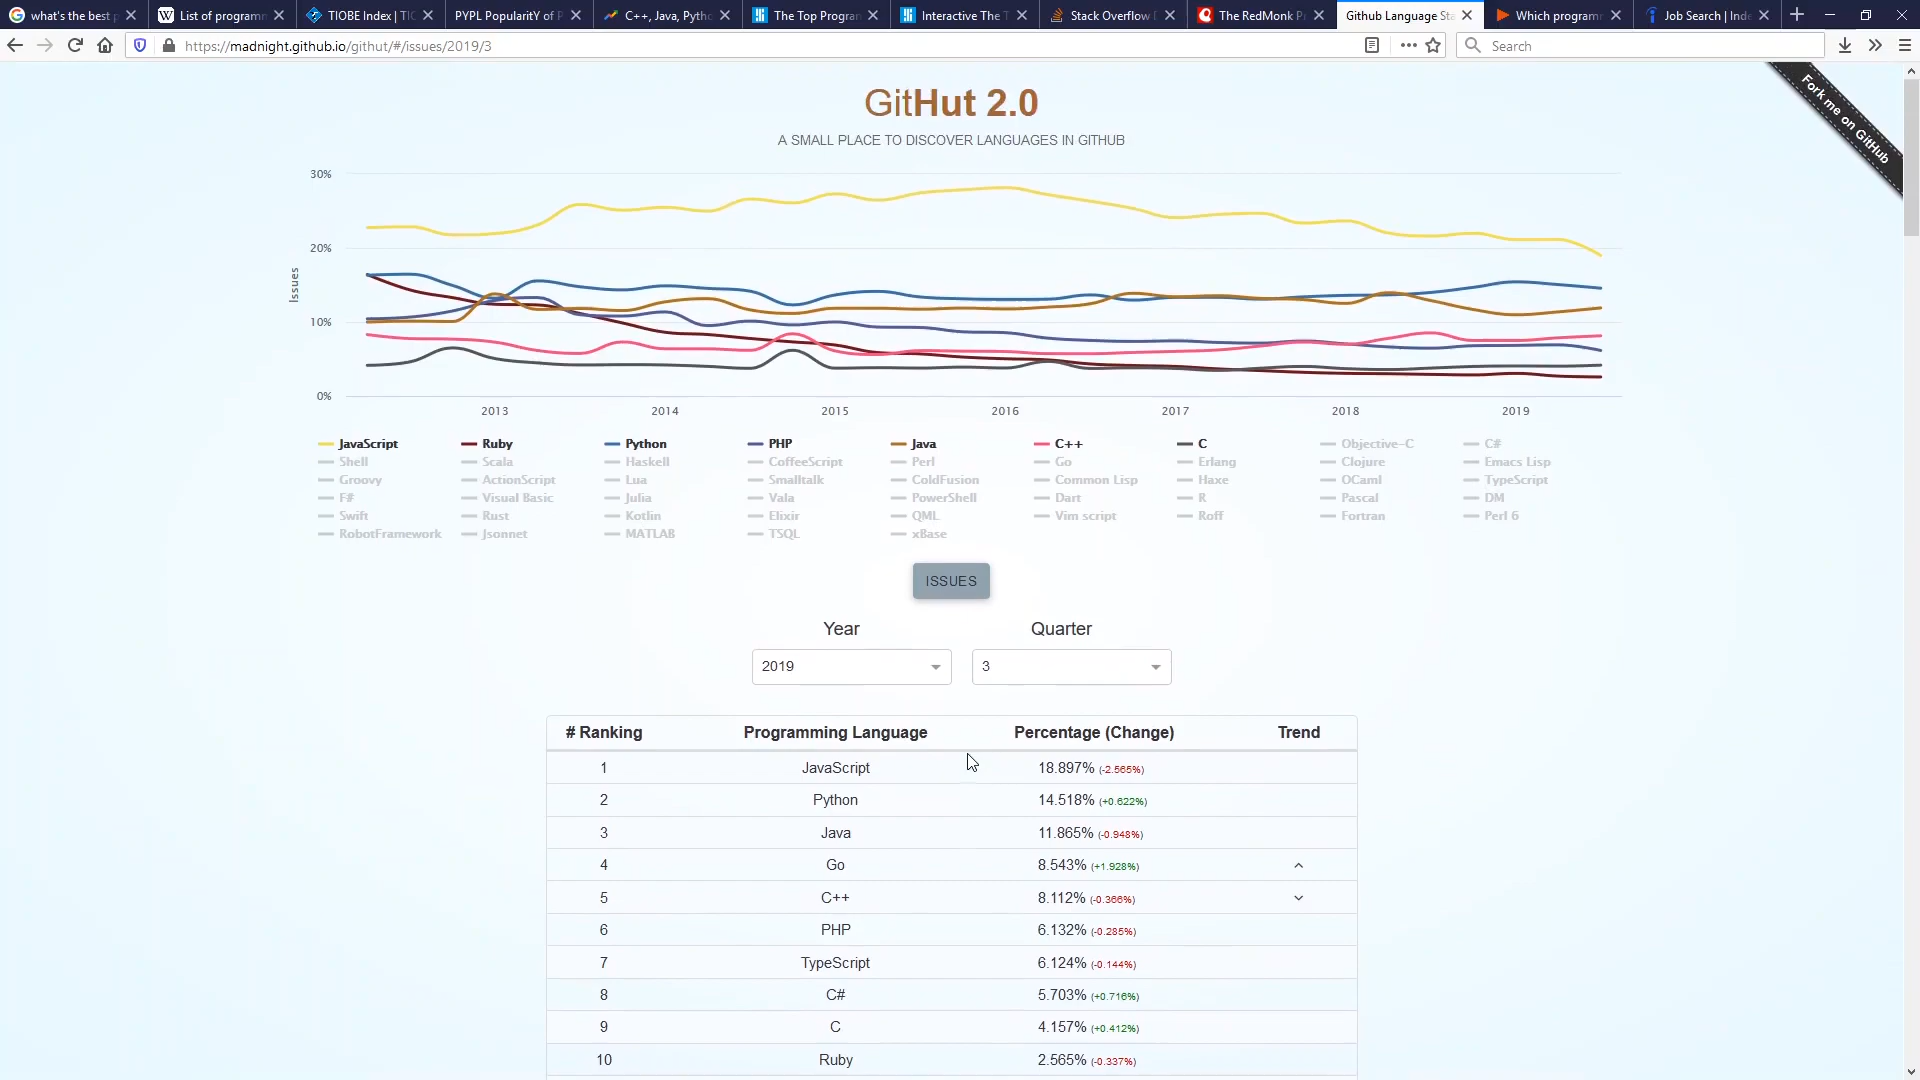 what's the best p
List of programm
TIOBE Index | TIO
PYPL PopularitY of P
C++, Java, Pytho
The Top Program
Interactive The T
Stack Overflow D
The RedMonk P
Github Language Sta
Which programm
Job Search | Inde
https://madnight.github.io/githut/#/issues/2019/3
Search
Fork me on GitHub
GitHut 2.0
A SMALL PLACE TO DISCOVER LANGUAGES IN GITHUB
30%
20%
10%
0%
Issues
2013 2014 2015 2016 2017 2018 2019
JavaScript Ruby Python PHP Java C++ C Objective-C C#
Shell Scala Haskell CoffeeScript Perl Go Erlang Clojure Emacs Lisp
Groovy ActionScript Lua Smalltalk ColdFusion Common Lisp Haxe OCaml TypeScript
F# Visual Basic Julia Vala PowerShell Dart R Pascal DM
Swift Rust Kotlin Elixir QML Vim script Roff Fortran Perl 6
RobotFramework Jsonnet MATLAB TSQL xBase
ISSUES
Year Quarter
2019 3
# Ranking Programming Language Percentage (Change) Trend
1 JavaScript 18.897% (-2.565%)
2 Python 14.518% (+0.622%)
3 Java 11.865% (-0.948%)
4 Go 8.543% (+1.928%)
5 C++ 8.112% (-0.366%)
6 PHP 6.132% (-0.285%)
7 TypeScript 6.124% (-0.144%)
8 C# 5.703% (+0.716%)
9 C 4.157% (+0.412%)
10 Ruby 2.565% (-0.337%)